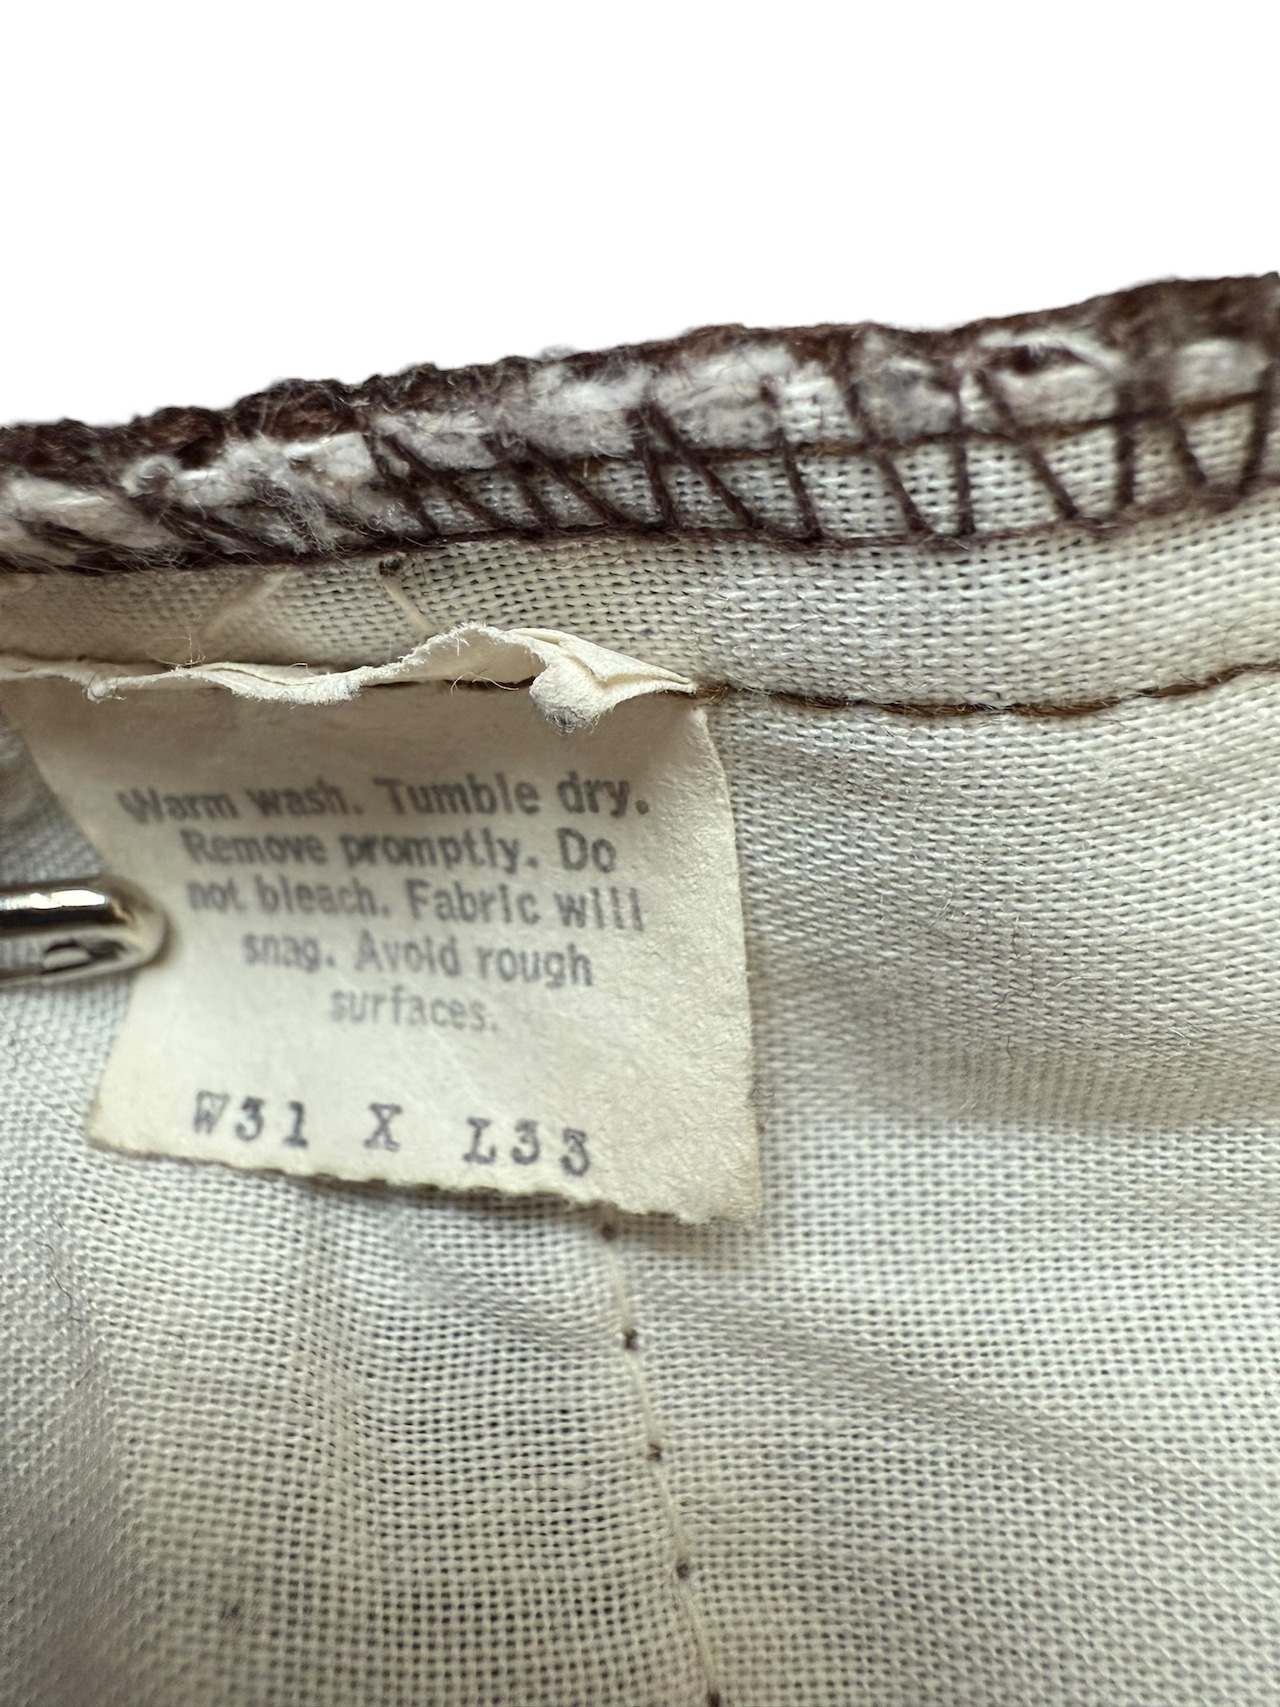 Warm wash. Tumble dry.
Remove promptly. Do
not bleach. Fabric will
snag. Avoid rough
surfaces.
W31 X L33